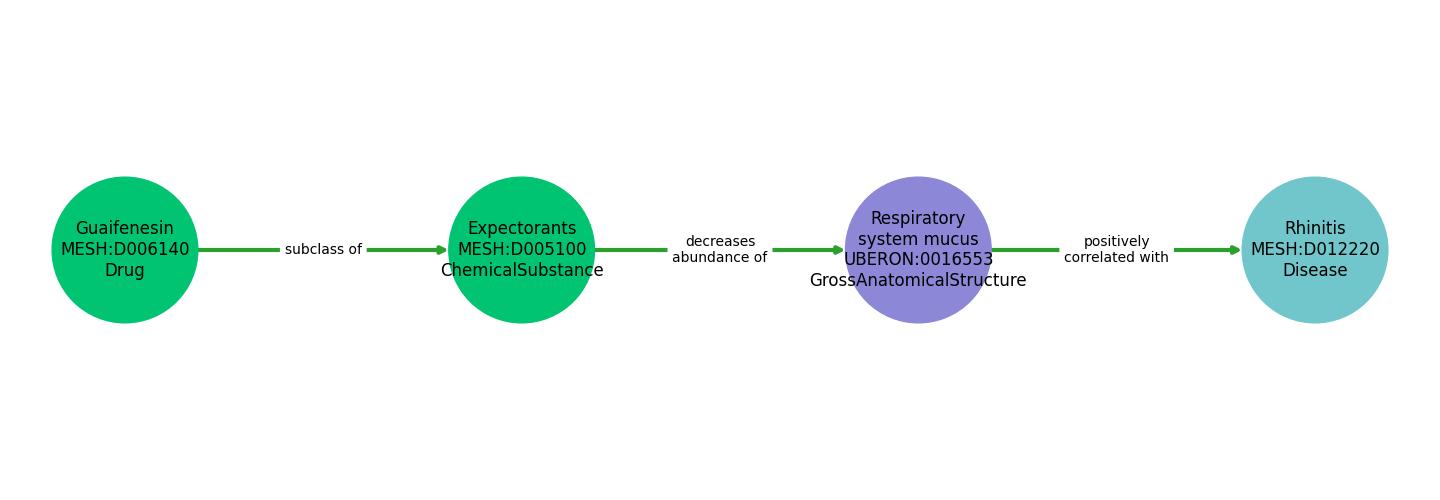 Guaifenesin
MESH:D006140
Drug
subclass of
Expectorants
MESH:D005100
ChemicalSubstance
decreases
abundance of
Respiratory
system mucus
UBERON:0016553
GrossAnatomicalStructure
positively
correlated with
Rhinitis
MESH:D012220
Disease